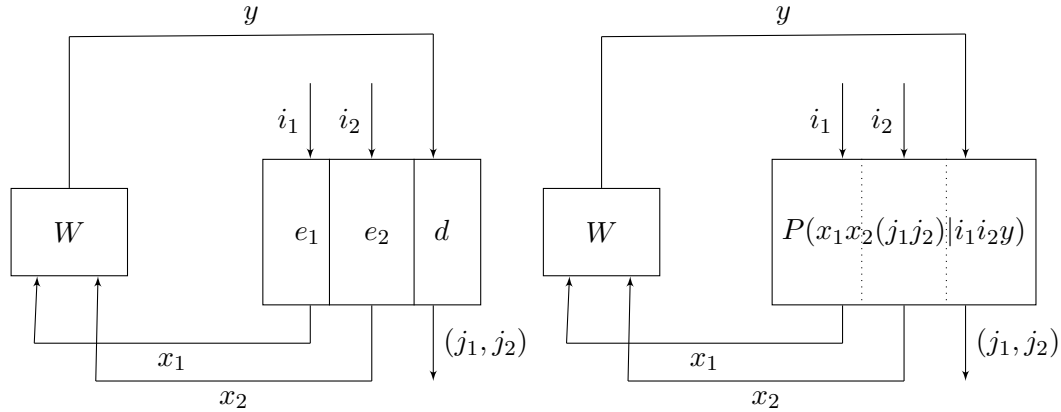 y
y
i₁
i₂
i₁
i₂
W
e₁
e₂
d
W
P(x₁x₂(j₁j₂)|i₁i₂y)
x₁
(j₁, j₂)
x₁
(j₁, j₂)
x₂
x₂